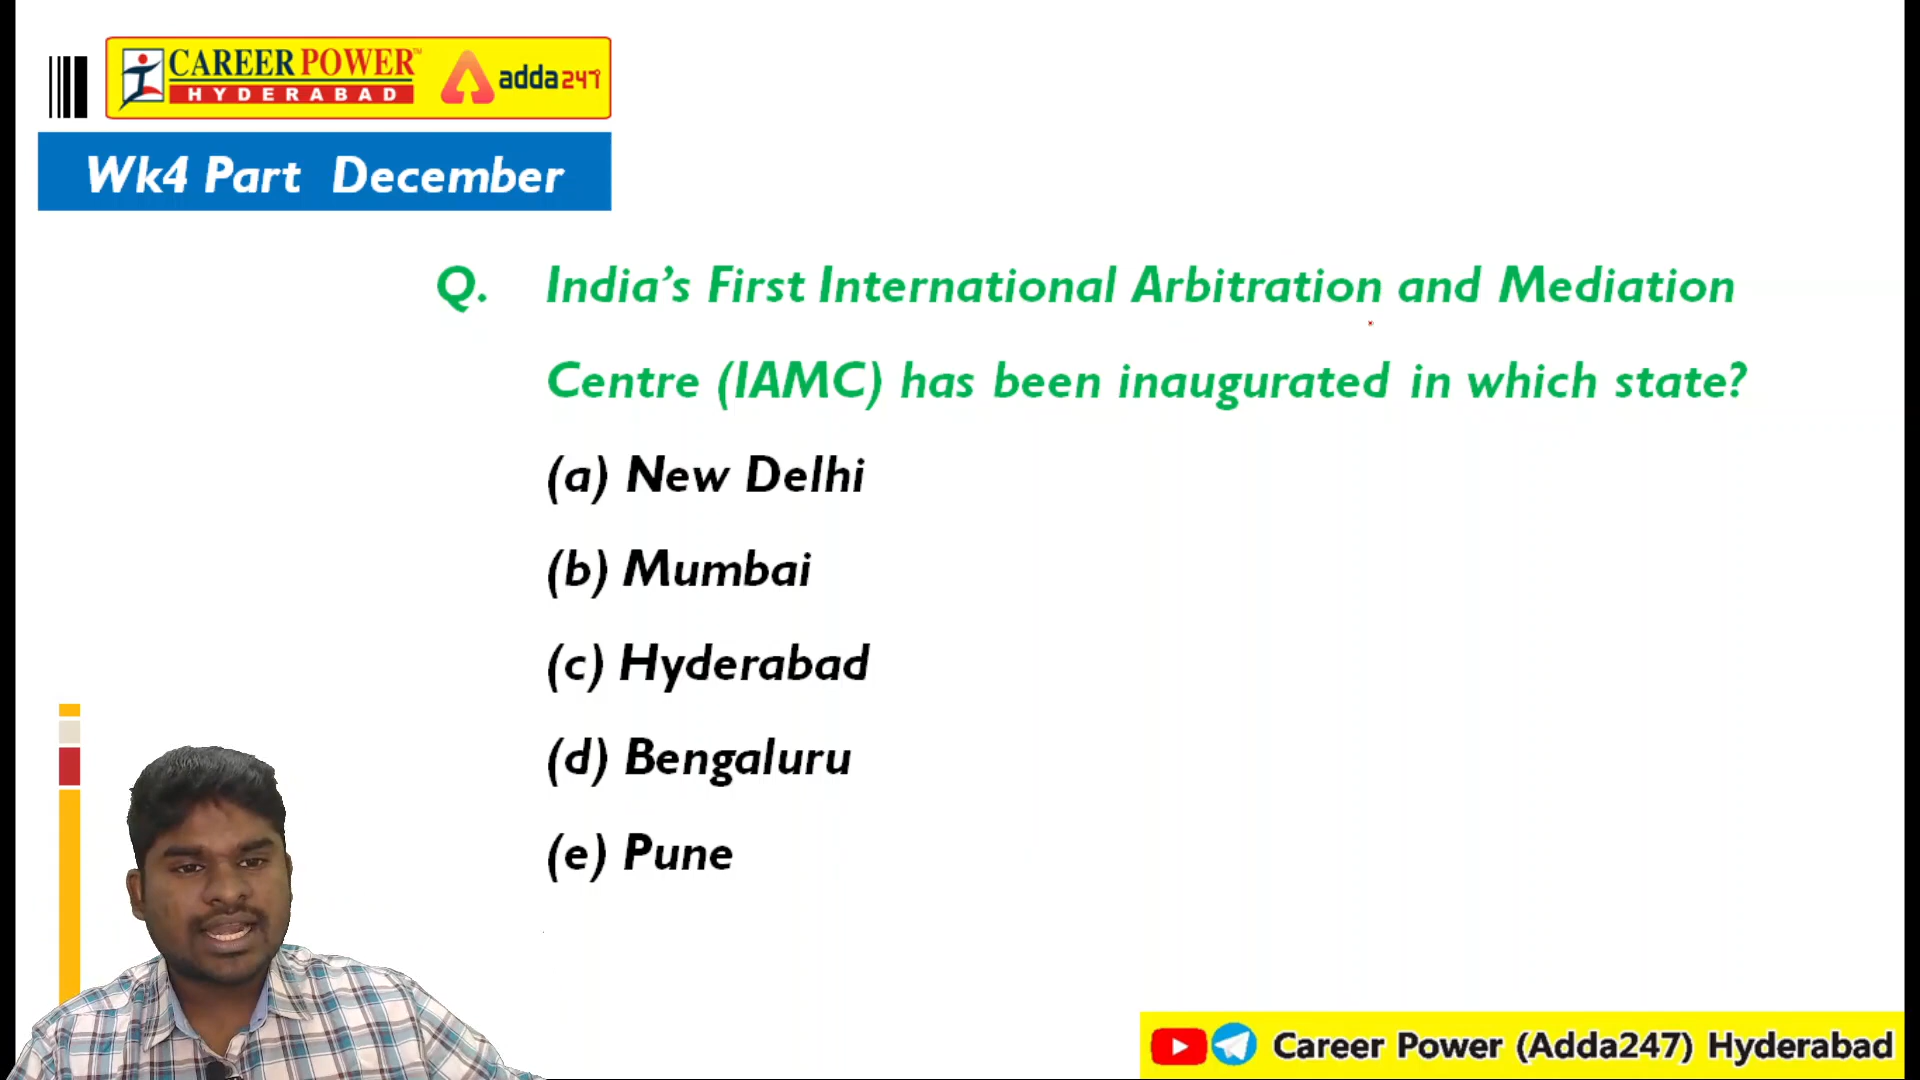 CAREER POWER™
HYDERABAD
adda247
Wk4 Part December
Q. India’s First International Arbitration and Mediation
Centre (IAMC) has been inaugurated in which state?
(a) New Delhi
(b) Mumbai
(c) Hyderabad
(d) Bengaluru
(e) Pune
Career Power (Adda247) Hyderabad